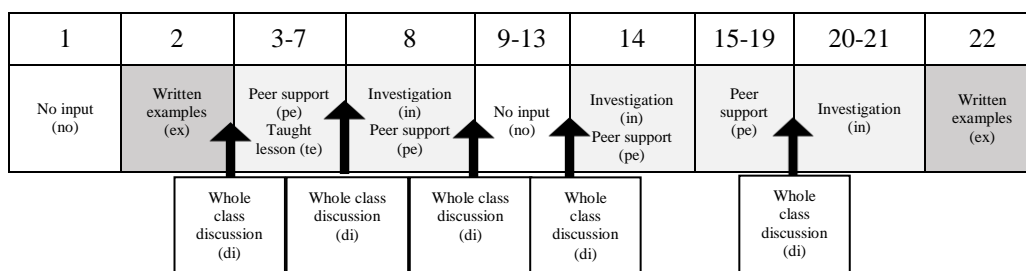 1 2 3-7 8 9-13 14 15-19 20-21 22
No input
(no)
Written
examples
(ex)
Peer support
(pe)
Taught
lesson (te)
Investigation
(in)
Peer support
(pe)
No input
(no)
Investigation
(in)
Peer support
(pe)
Peer
support
(pe)
Investigation
(in)
Written
examples
(ex)
Whole
class
discussion
(di)
Whole class
discussion
(di)
Whole class
discussion
(di)
Whole
class
discussion
(di)
Whole
class
discussion
(di)